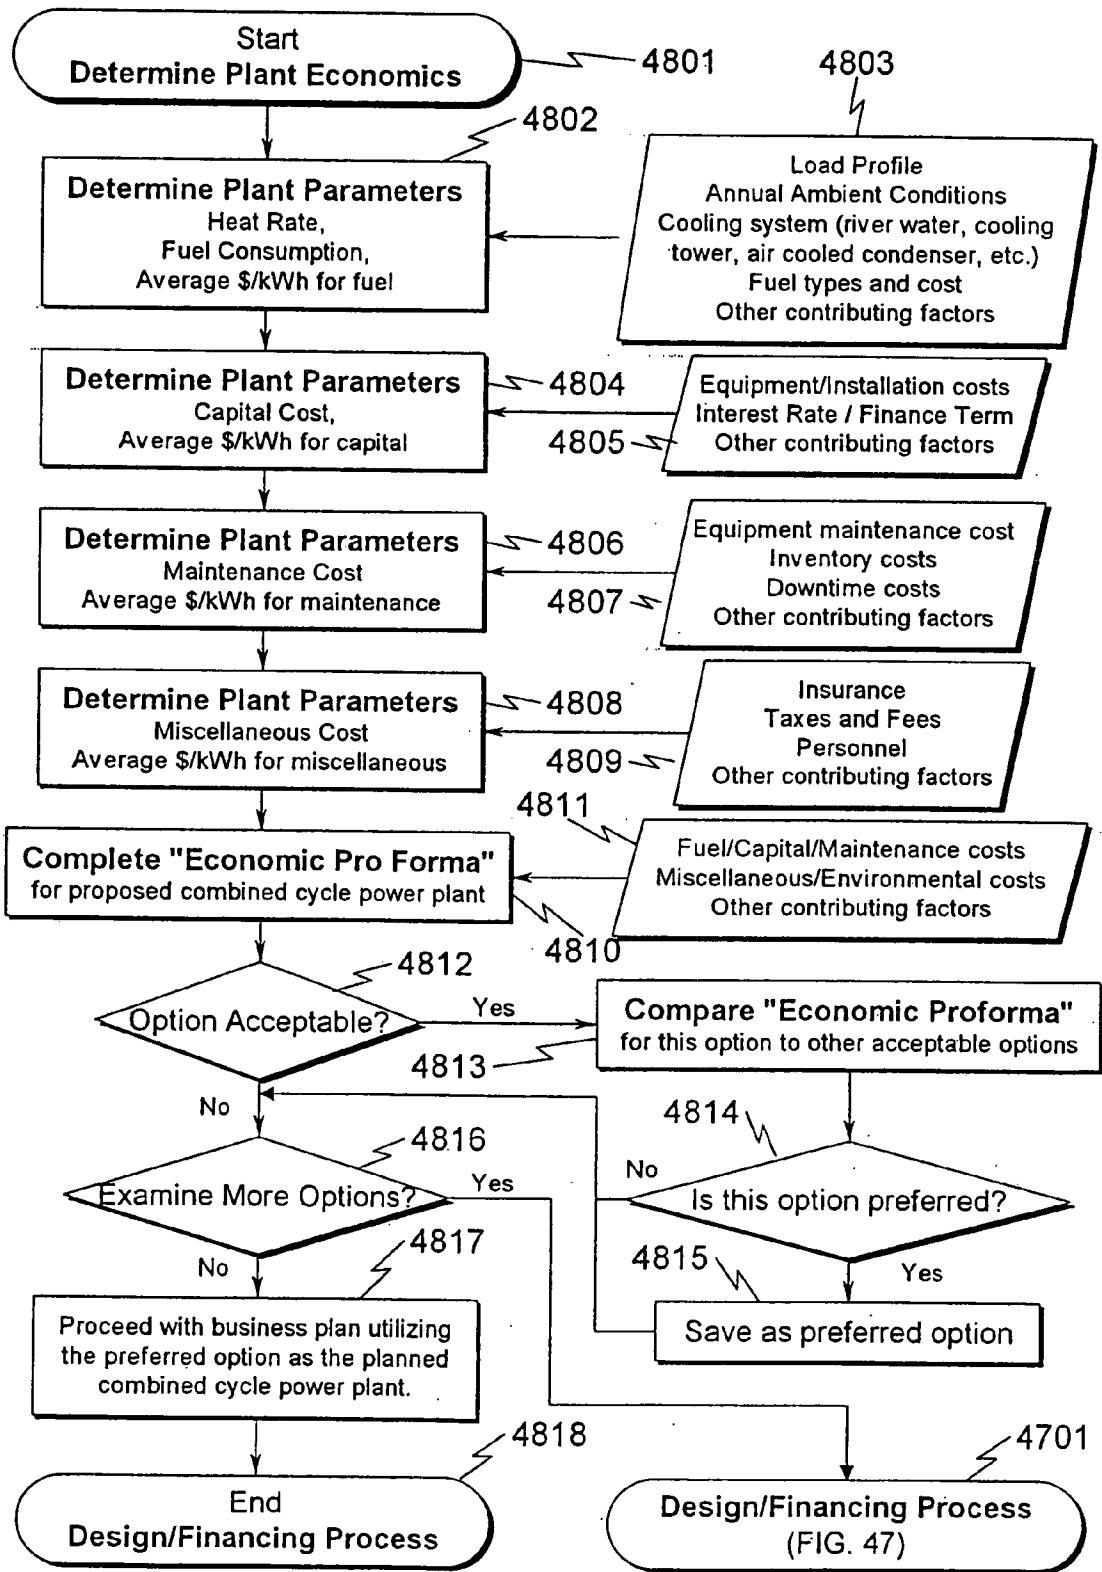 Start
Determine Plant Economics
4801
4803
4802
Determine Plant Parameters
Heat Rate,
Fuel Consumption,
Average $/kWh for fuel
Load Profile
Annual Ambient Conditions
Cooling system (river water, cooling
tower, air cooled condenser, etc.)
Fuel types and cost
Other contributing factors
Determine Plant Parameters
Capital Cost,
Average $/kWh for capital
4804
4805
Equipment/Installation costs
Interest Rate / Finance Term
Other contributing factors
Determine Plant Parameters
Maintenance Cost
Average $/kWh for maintenance
4806
4807
Equipment maintenance cost
Inventory costs
Downtime costs
Other contributing factors
Determine Plant Parameters
Miscellaneous Cost
Average $/kWh for miscellaneous
4808
4809
Insurance
Taxes and Fees
Personnel
Other contributing factors
4811
Complete "Economic Pro Forma"
for proposed combined cycle power plant
4810
Fuel/Capital/Maintenance costs
Miscellaneous/Environmental costs
Other contributing factors
4812
Option Acceptable?
Yes
4813
Compare "Economic Proforma"
for this option to other acceptable options
No
4814
4816
Examine More Options?
Yes
No
Is this option preferred?
No
4817
4815
Yes
Proceed with business plan utilizing
the preferred option as the planned
combined cycle power plant.
Save as preferred option
4818
4701
End
Design/Financing Process
Design/Financing Process
(FIG. 47)